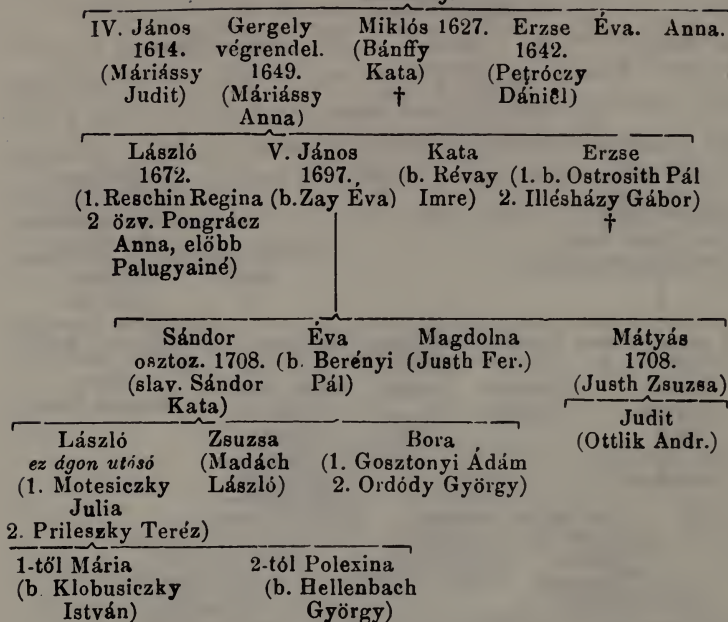 IV. János Gergely Miklós 1627. Erzse Éva. Anna.
1614. végrendel. (Bánffy 1642.
(Máriássy 1649. Kata) (Petróczy
Judit) (Máriássy † Dániel)
Anna)
László V. János Kata Erzse
1672. 1697. (b. Révay (1. b. Ostrosith Pál
(1. Reschin Regina (b. Zay Éva) Imre) 2. Illésházy Gábor)
2 özv. Pongrácz †
Anna, előbb
Palugyainé)
Sándor Éva Magdolna Mátyás
osztoz. 1708. (b. Berényi (Justh Fer.) 1708.
(slav. Sándor Pál) (Justh Zsuzsa)
Kata)
Judit
László Zsuzsa Bora (Ottlik Andr.)
ez ágon utósó (Madách (1. Gosztonyi Ádám
(1. Motesiczky László) 2. Ordódy György)
Julia
2. Prileszky Teréz)
1-től Mária 2-tól Polexina
(b. Klobusiczky (b. Hellenbach
István) György)